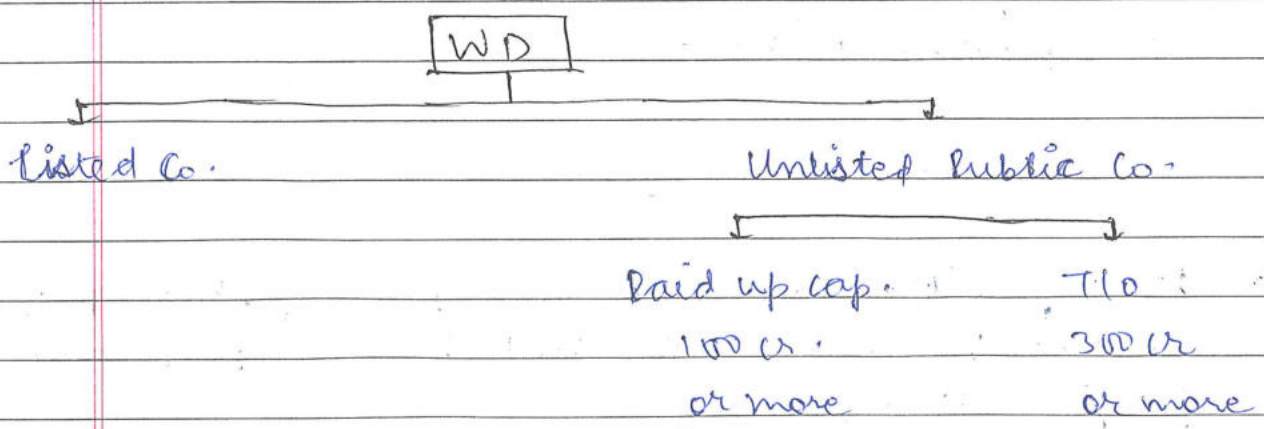 WD
Listed Co. Unlisted Public Co.
Paid up cap. T/O
100 cr. 300 cr
or more or more